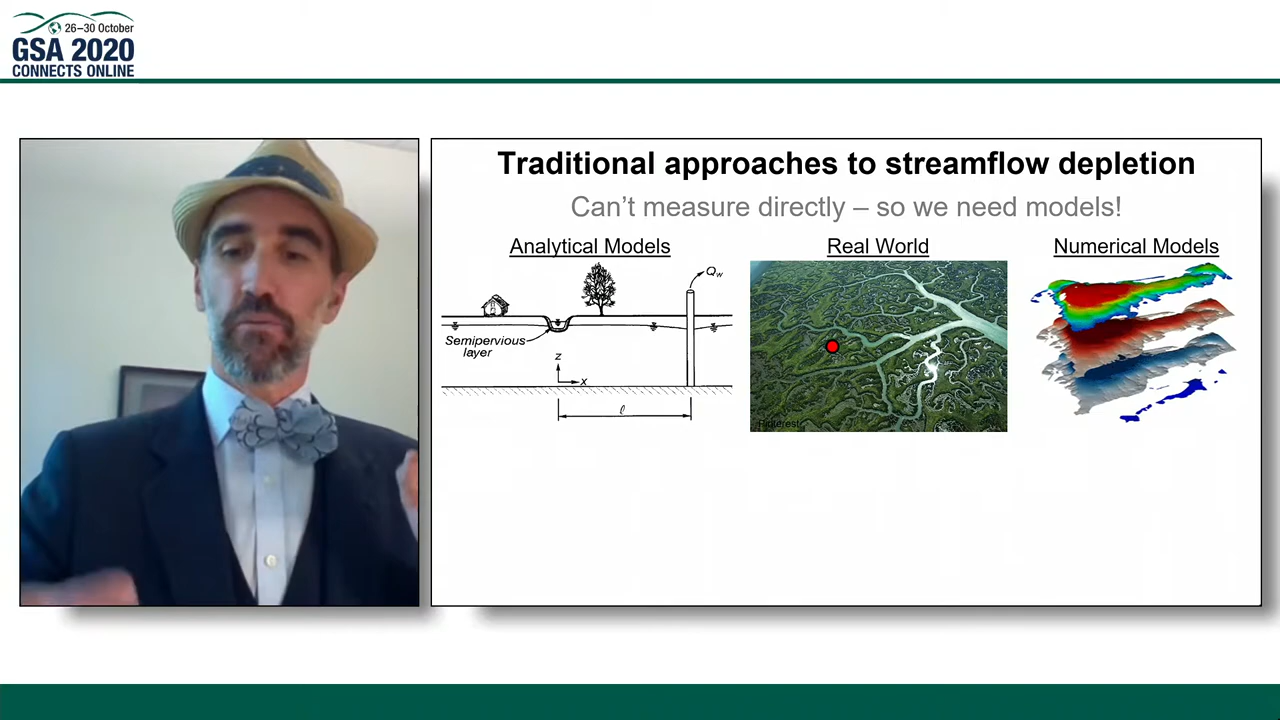 26–30 October
GSA 2020
CONNECTS ONLINE
Traditional approaches to streamflow depletion
Can't measure directly – so we need models!
Analytical Models
Real World
Numerical Models
Qw
Semipervious
layer
z
x
ℓ
Pinterest